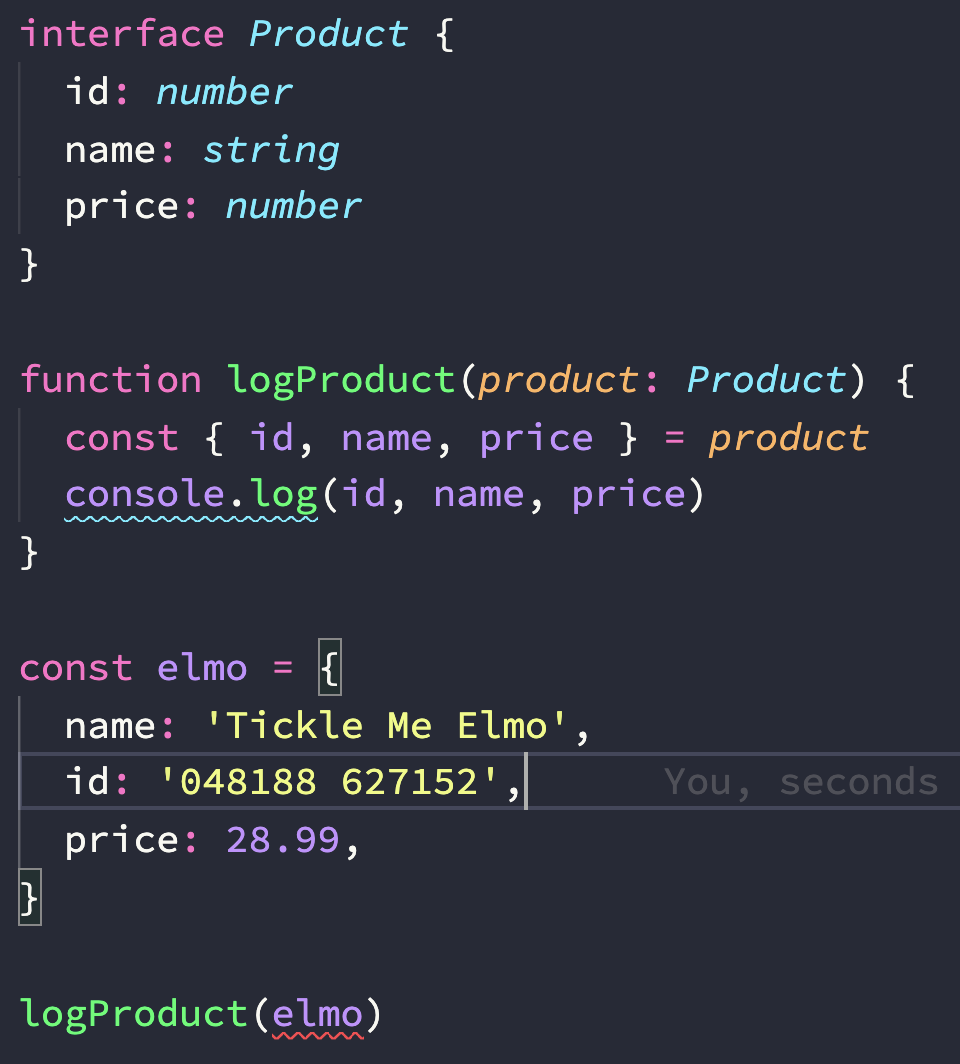 interface Product {
  id: number
  name: string
  price: number
}

function logProduct(product: Product) {
  const { id, name, price } = product
  console.log(id, name, price)
}

const elmo = {
  name: 'Tickle Me Elmo',
  id: '048188 627152', You, seconds
  price: 28.99,
}

logProduct(elmo)